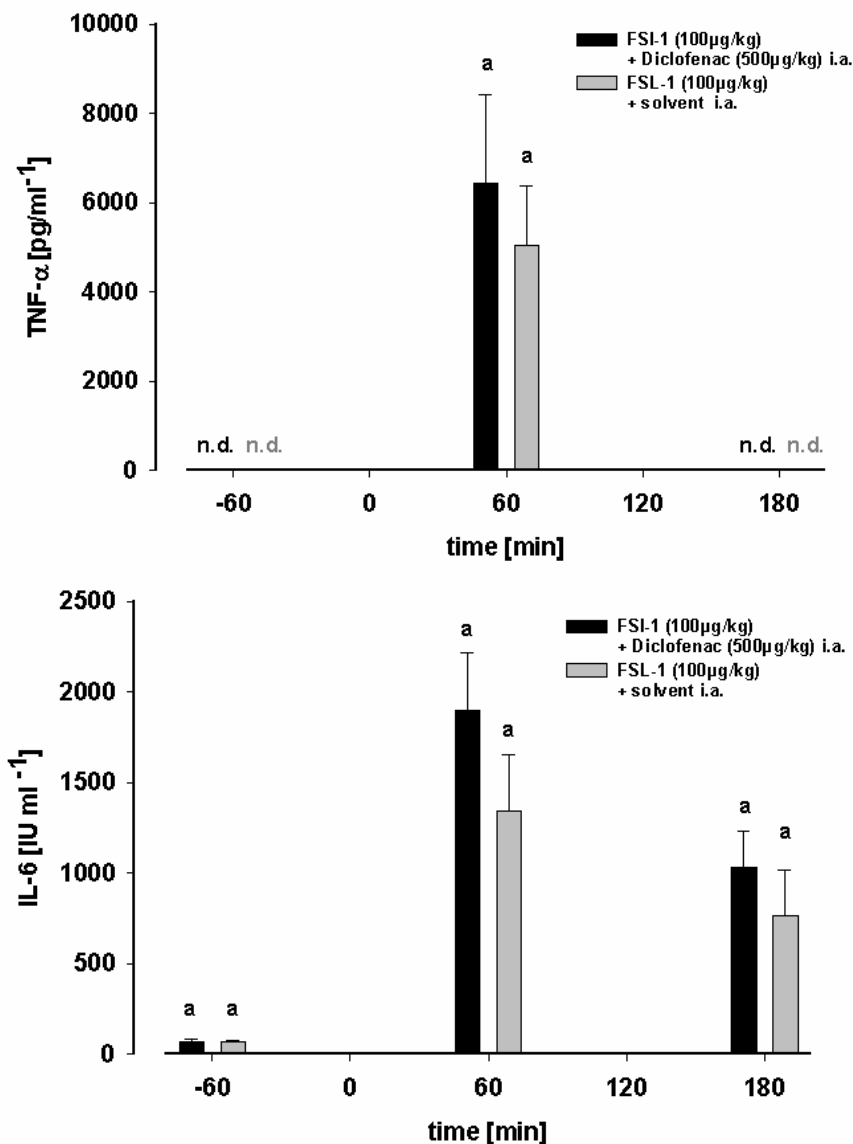 10000
8000
6000
4000
2000
0
TNF-α [pg/ml⁻¹]
FSI-1 (100µg/kg)
+ Diclofenac (500µg/kg) i.a.
FSL-1 (100µg/kg)
+ solvent i.a.
a
a
n.d. n.d.
n.d. n.d.
-60 0 60 120 180
time [min]
2500
2000
1500
1000
500
0
IL-6 [IU ml ⁻¹]
FSI-1 (100µg/kg)
+ Diclofenac (500µg/kg) i.a.
FSL-1 (100µg/kg)
+ solvent i.a.
a
a
a
a
a a
-60 0 60 120 180
time [min]